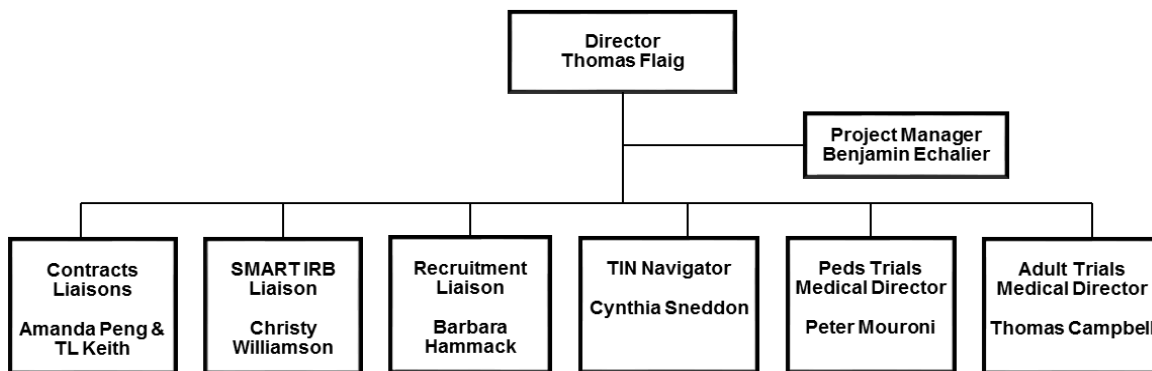 Director
Thomas Flaig
Project Manager
Benjamin Echalier
Contracts
Liaisons
Amanda Peng &
TL Keith
SMART IRB
Liaison
Christy
Williamson
Recruitment
Liaison
Barbara
Hammack
TIN Navigator
Cynthia Sneddon
Peds Trials
Medical Director
Peter Mouroni
Adult Trials
Medical Director
Thomas Campbell